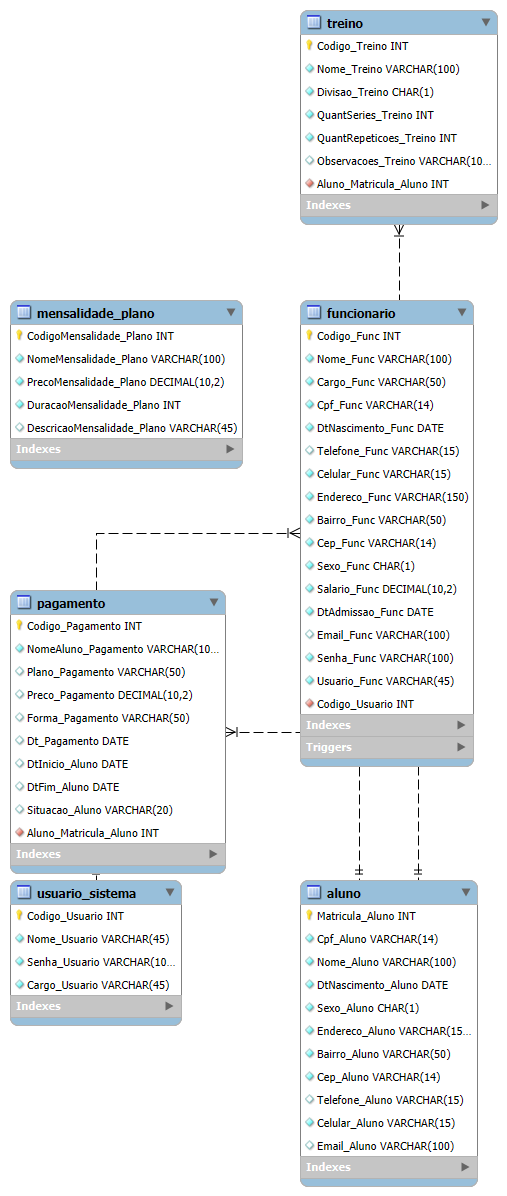 treino
Codigo_Treino INT
Nome_Treino VARCHAR(100)
Divisao_Treino CHAR(1)
QuantSeries_Treino INT
QuantRepeticoes_Treino INT
Observacoes_Treino VARCHAR(10...
Aluno_Matricula_Aluno INT
Indexes
mensalidade_plano
CodigoMensalidade_Plano INT
NomeMensalidade_Plano VARCHAR(100)
PrecoMensalidade_Plano DECIMAL(10,2)
DuracaoMensalidade_Plano INT
DescricaoMensalidade_Plano VARCHAR(45)
Indexes
funcionario
Codigo_Func INT
Nome_Func VARCHAR(100)
Cargo_Func VARCHAR(50)
Cpf_Func VARCHAR(14)
DtNascimento_Func DATE
Telefone_Func VARCHAR(15)
Celular_Func VARCHAR(15)
Endereco_Func VARCHAR(150)
Bairro_Func VARCHAR(50)
Cep_Func VARCHAR(14)
Sexo_Func CHAR(1)
Salario_Func DECIMAL(10,2)
DtAdmissao_Func DATE
Email_Func VARCHAR(100)
Senha_Func VARCHAR(100)
Usuario_Func VARCHAR(45)
Codigo_Usuario INT
Indexes
Triggers
pagamento
Codigo_Pagamento INT
NomeAluno_Pagamento VARCHAR(10...
Plano_Pagamento VARCHAR(50)
Preco_Pagamento DECIMAL(10,2)
Forma_Pagamento VARCHAR(50)
Dt_Pagamento DATE
DtInicio_Aluno DATE
DtFim_Aluno DATE
Situacao_Aluno VARCHAR(20)
Aluno_Matricula_Aluno INT
Indexes
usuario_sistema
Codigo_Usuario INT
Nome_Usuario VARCHAR(45)
Senha_Usuario VARCHAR(10...
Cargo_Usuario VARCHAR(45)
Indexes
aluno
Matricula_Aluno INT
Cpf_Aluno VARCHAR(14)
Nome_Aluno VARCHAR(100)
DtNascimento_Aluno DATE
Sexo_Aluno CHAR(1)
Endereco_Aluno VARCHAR(15...
Bairro_Aluno VARCHAR(50)
Cep_Aluno VARCHAR(14)
Telefone_Aluno VARCHAR(15)
Celular_Aluno VARCHAR(15)
Email_Aluno VARCHAR(100)
Indexes